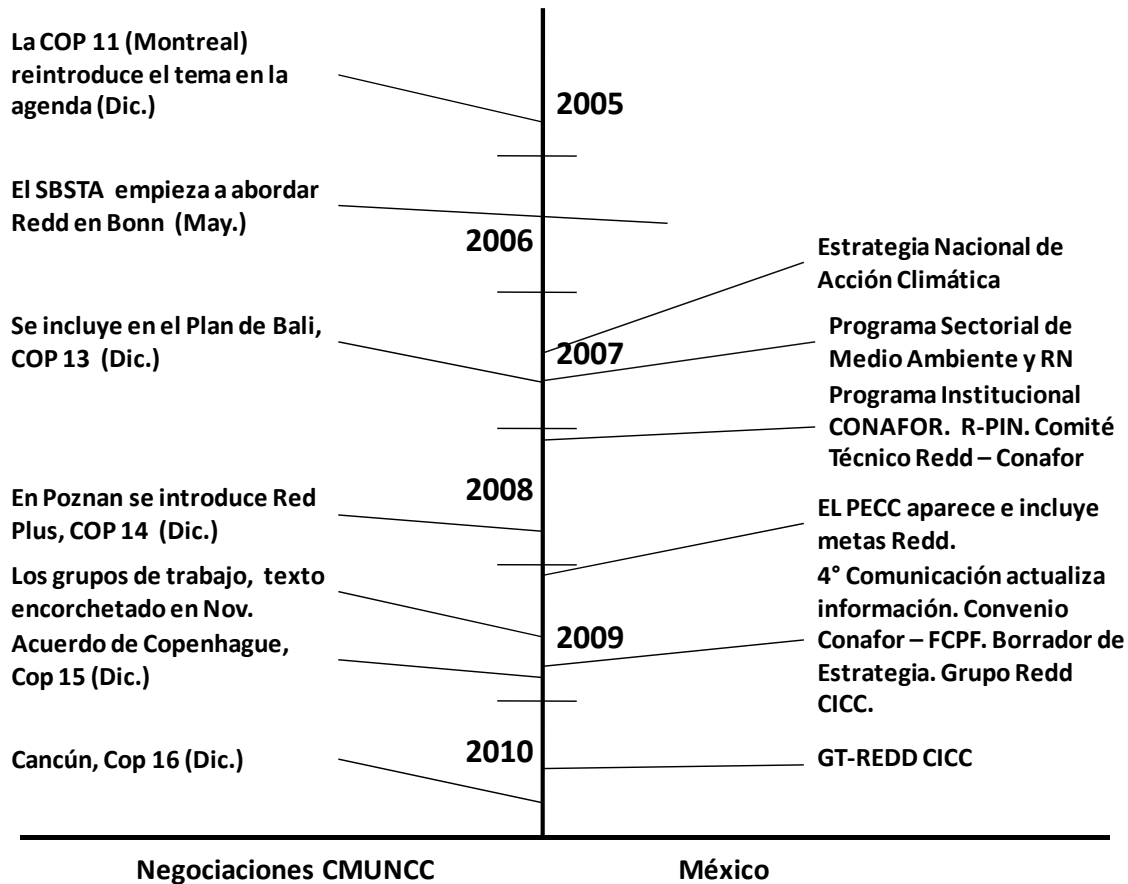 La COP 11 (Montreal)
reintroduce el tema en la
agenda (Dic.)
2005
El SBSTA empieza a abordar
Redd en Bonn (May.)
2006
Estrategia Nacional de
Acción Climática
Se incluye en el Plan de Bali,
COP 13 (Dic.)
2007
Programa Sectorial de
Medio Ambiente y RN
Programa Institucional
CONAFOR. R-PIN. Comité
Técnico Redd – Conafor
2008
En Poznan se introduce Red
Plus, COP 14 (Dic.)
EL PECC aparece e incluye
metas Redd.
Los grupos de trabajo, texto
encorchetado en Nov.
Acuerdo de Copenhague,
Cop 15 (Dic.)
2009
4° Comunicación actualiza
información. Convenio
Conafor – FCPF. Borrador de
Estrategia. Grupo Redd
CICC.
Cancún, Cop 16 (Dic.)
2010
GT-REDD CICC
Negociaciones CMUNCC
México